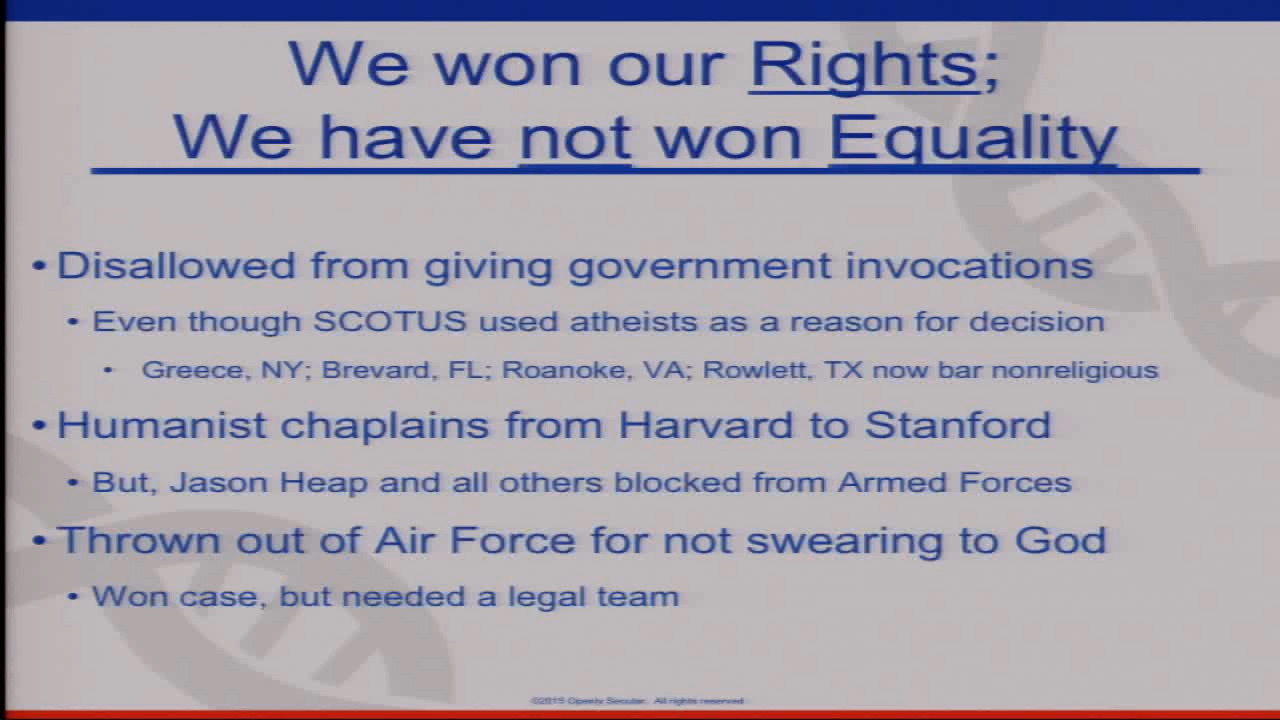 We won our Rights;
We have not won Equality
• Disallowed from giving government invocations
• Even though SCOTUS used atheists as a reason for decision
• Greece, NY; Brevard, FL; Roanoke, VA; Rowlett, TX now bar nonreligious
• Humanist chaplains from Harvard to Stanford
• But, Jason Heap and all others blocked from Armed Forces
• Thrown out of Air Force for not swearing to God
• Won case, but needed a legal team
©2015 Openly Secular. All rights reserved